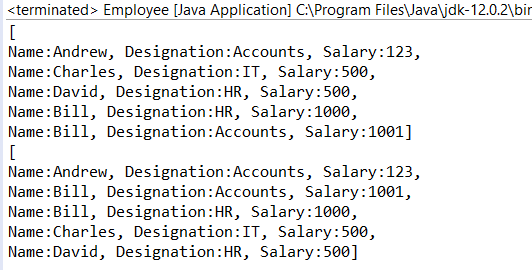 <terminated> Employee [Java Application] C:\Program Files\Java\jdk-12.0.2\bin
[
Name:Andrew, Designation:Accounts, Salary:123,
Name:Charles, Designation:IT, Salary:500,
Name:David, Designation:HR, Salary:500,
Name:Bill, Designation:HR, Salary:1000,
Name:Bill, Designation:Accounts, Salary:1001]
[
Name:Andrew, Designation:Accounts, Salary:123,
Name:Bill, Designation:Accounts, Salary:1001,
Name:Bill, Designation:HR, Salary:1000,
Name:Charles, Designation:IT, Salary:500,
Name:David, Designation:HR, Salary:500]